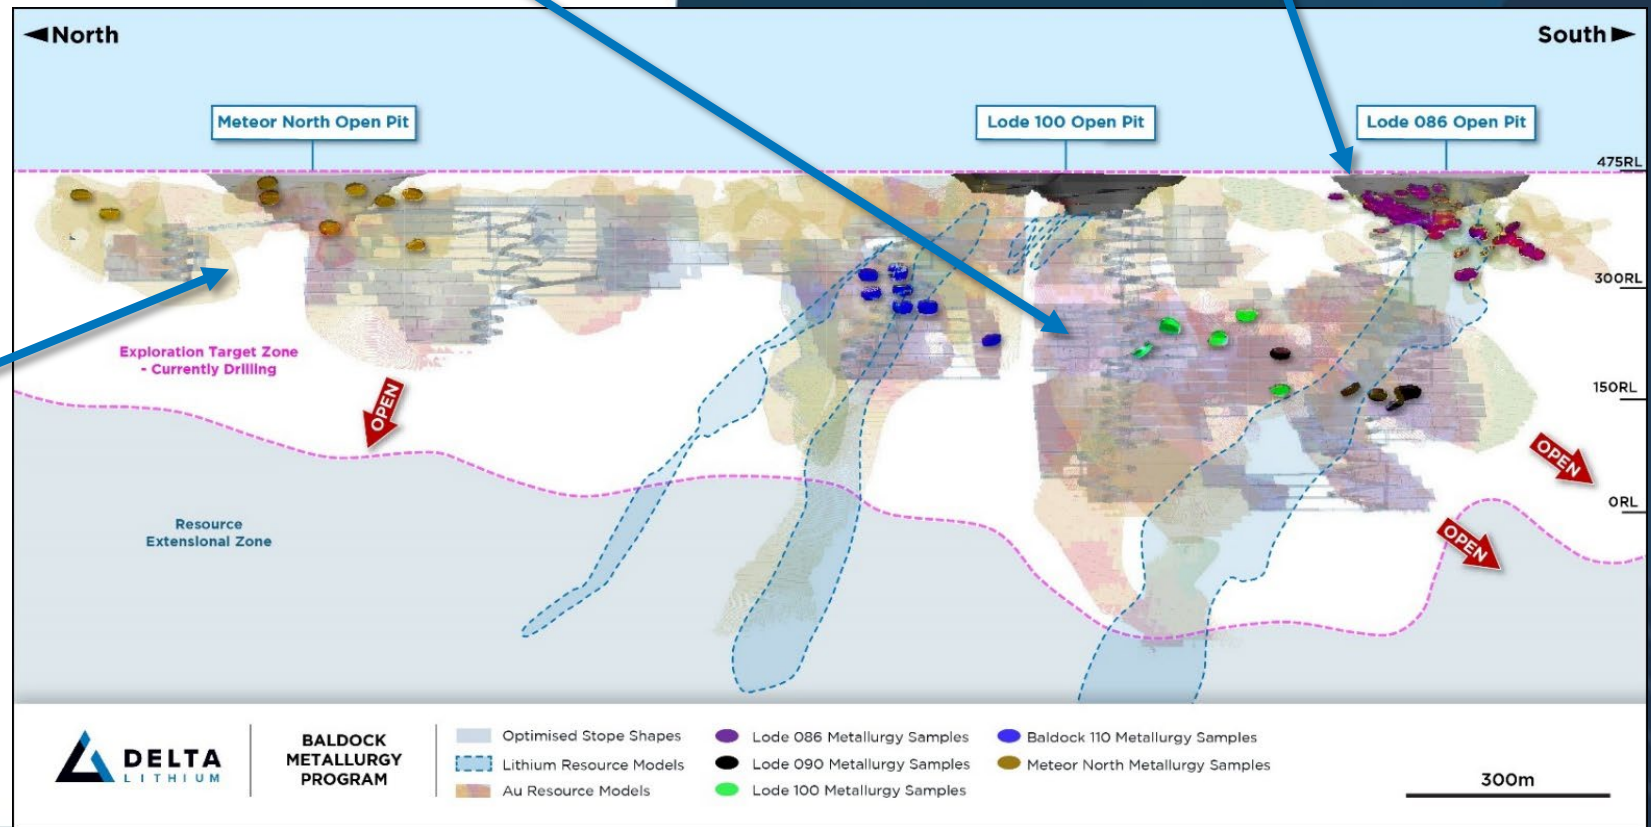 ◄North
South►
Meteor North Open Pit
Lode 100 Open Pit
Lode 086 Open Pit
475RL
300RL
Exploration Target Zone
- Currently Drilling
150RL
OPEN
OPEN
0RL
Resource
Extensional Zone
OPEN
DELTA
LITHIUM
BALDOCK
METALLURGY
PROGRAM
Optimised Stope Shapes
Lithium Resource Models
Au Resource Models
Lode 086 Metallurgy Samples
Lode 090 Metallurgy Samples
Lode 100 Metallurgy Samples
Baldock 110 Metallurgy Samples
Meteor North Metallurgy Samples
300m